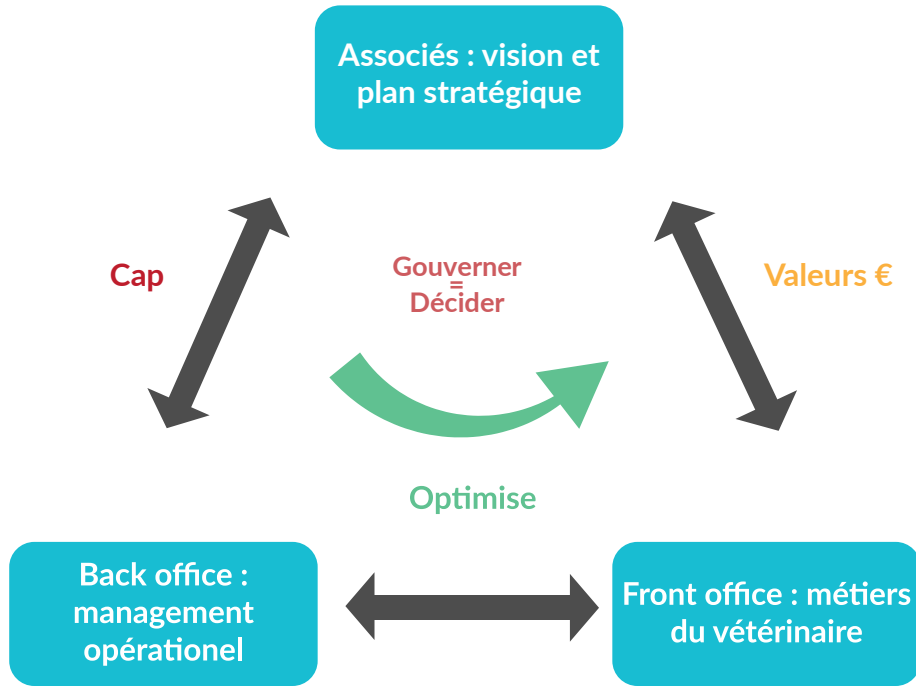 Associés : vision et
plan stratégique
Cap
Gouverner
=
Décider
Valeurs €
Optimise
Back office :
management
opérationel
Front office : métiers
du vétérinaire